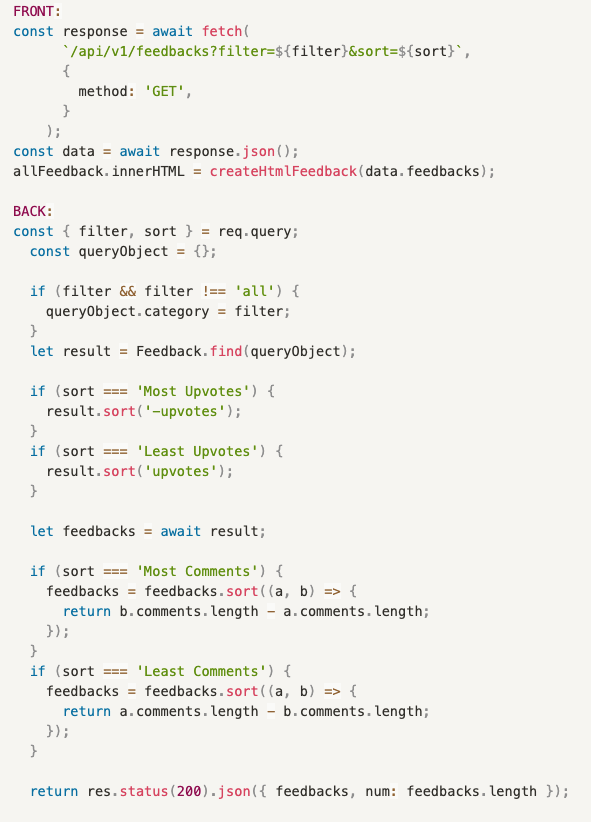 FRONT:
const response = await fetch(
      `/api/v1/feedbacks?filter=${filter}&sort=${sort}`,
      {
        method: 'GET',
      }
    );
const data = await response.json();
allFeedback.innerHTML = createHtmlFeedback(data.feedbacks);

BACK:
const { filter, sort } = req.query;
  const queryObject = {};

  if (filter && filter !== 'all') {
    queryObject.category = filter;
  }
  let result = Feedback.find(queryObject);

  if (sort === 'Most Upvotes') {
    result.sort('-upvotes');
  }
  if (sort === 'Least Upvotes') {
    result.sort('upvotes');
  }

  let feedbacks = await result;

  if (sort === 'Most Comments') {
    feedbacks = feedbacks.sort((a, b) => {
      return b.comments.length - a.comments.length;
    });
  }
  if (sort === 'Least Comments') {
    feedbacks = feedbacks.sort((a, b) => {
      return a.comments.length - b.comments.length;
    });
  }

  return res.status(200).json({ feedbacks, num: feedbacks.length });